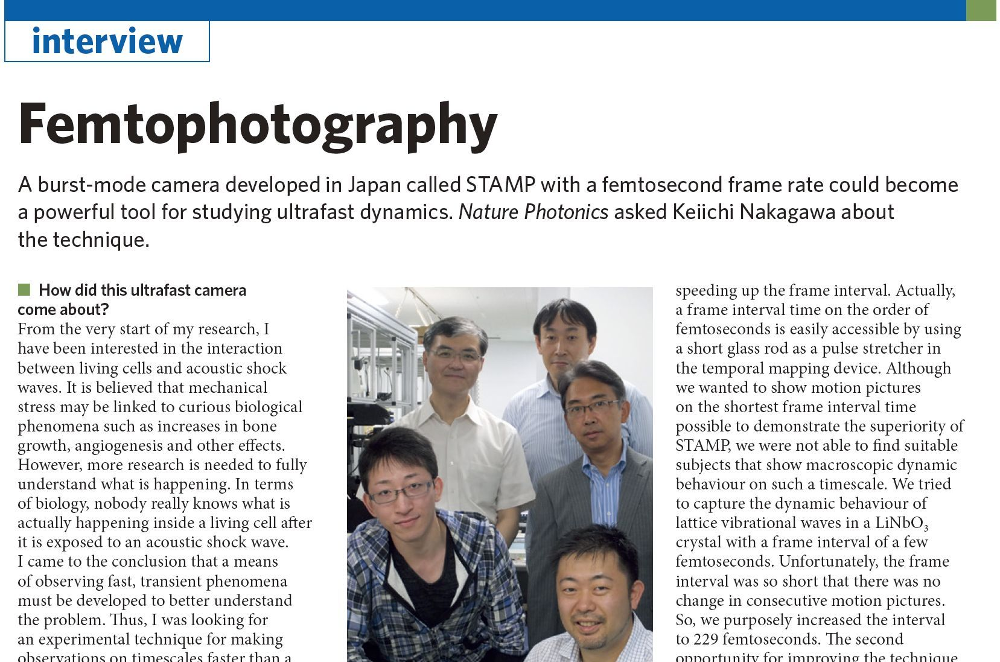 interview
Femtophotography
A burst-mode camera developed in Japan called STAMP with a femtosecond frame rate could become
a powerful tool for studying ultrafast dynamics. Nature Photonics asked Keiichi Nakagawa about
the technique.
■ How did this ultrafast camera
come about?
From the very start of my research, I
have been interested in the interaction
between living cells and acoustic shock
waves. It is believed that mechanical
stress may be linked to curious biological
phenomena such as increases in bone
growth, angiogenesis and other effects.
However, more research is needed to fully
understand what is happening. In terms
of biology, nobody really knows what is
actually happening inside a living cell after
it is exposed to an acoustic shock wave.
I came to the conclusion that a means
of observing fast, transient phenomena
must be developed to better understand
the problem. Thus, I was looking for
an experimental technique for making
observations on timescales faster than a
speeding up the frame interval. Actually,
a frame interval time on the order of
femtoseconds is easily accessible by using
a short glass rod as a pulse stretcher in
the temporal mapping device. Although
we wanted to show motion pictures
on the shortest frame interval time
possible to demonstrate the superiority of
STAMP, we were not able to find suitable
subjects that show macroscopic dynamic
behaviour on such a timescale. We tried
to capture the dynamic behaviour of
lattice vibrational waves in a LiNbO₃
crystal with a frame interval of a few
femtoseconds. Unfortunately, the frame
interval was so short that there was no
change in consecutive motion pictures.
So, we purposely increased the interval
to 229 femtoseconds. The second
opportunity for improving the technique